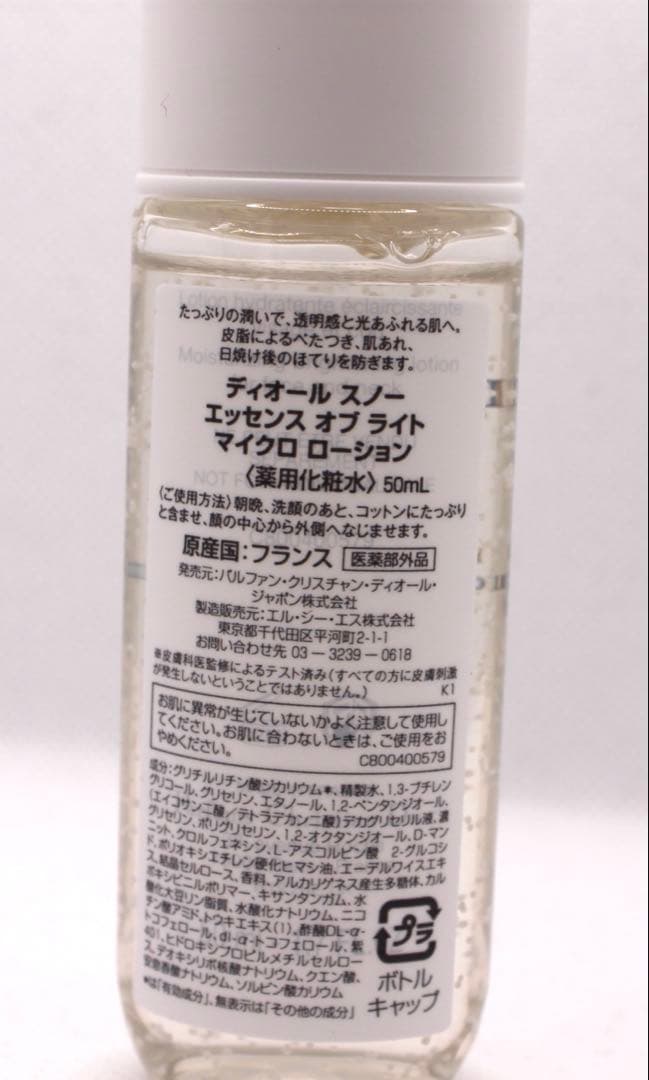 たっぷりの潤いで、透明感と光あふれる肌へ。
皮脂によるべたつき、肌あれ、
日焼け後のほてりを防ぎます。
ディオール スノー
エッセンス オブ ライト
マイクロ ローション
〈薬用化粧水〉50mL
〈ご使用方法〉朝晩、洗顔のあと、コットンにたっぷり
と含ませ、顔の中心から外側へなじませます。
原産国:フランス 医薬部外品
発売元:パルファン・クリスチャン・ディオール・
ジャポン株式会社
製造販売元:エル・シー・エス株式会社
東京都千代田区平河町2-1-1
お問い合わせ先 03-3239-0618
※皮膚科医監修によるテスト済み(すべての方に皮膚刺激
が発生しないということではありません。) K1
お肌に異常が生じていないかよく注意して使用し
てください。お肌に合わないときは、ご使用をお
やめください。 C800400579
成分:グリチルリチン酸ジカリウム*、精製水、1,3-ブチレン
グリコール、グリセリン、エタノール、1,2-ペンタンジオール、
(エイコサン二酸/テトラデカン二酸)デカグリセリル液、濃
グリセリン、ポリグリセリン、1,2-オクタンジオール、D-マン
ニット、クロルフェネシン、L-アスコルビン酸 2-グルコシ
ド、ポリオキシエチレン硬化ヒマシ油、エーデルワイスエキ
ス、結晶セルロース、香料、アルカリゲネス産生多糖体、カル
ボキシビニルポリマー、キサンタンガム、水
酸化大豆リン脂質、水酸化ナトリウム、ニコ
チン酸アミド、トウキエキス(1)、酢酸DL-α-
トコフェロール、dl-α-トコフェロール、紫
401、ヒドロキシプロピルメチルセルロー
ス、デオキシリボ核酸ナトリウム、クエン酸、
安息香酸ナトリウム、ソルビン酸カリウム
*は「有効成分」、無表示は「その他の成分」
プラ
ボトル
キャップ